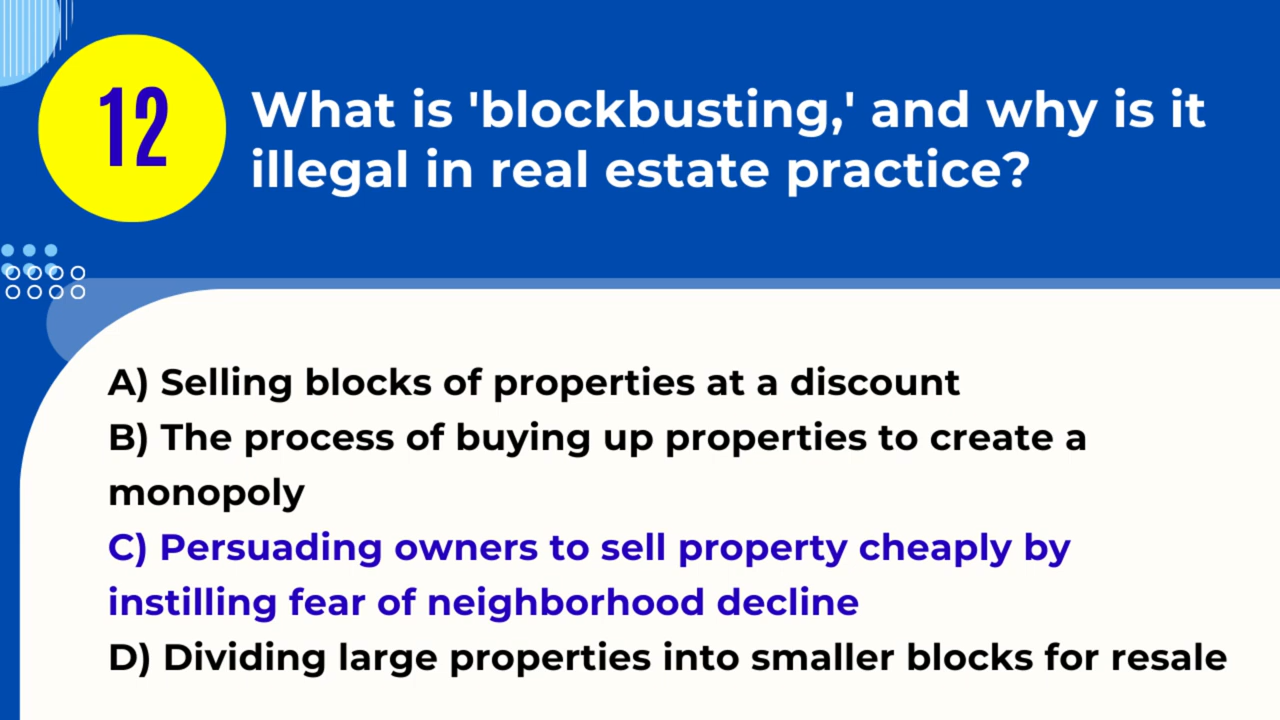 12
What is 'blockbusting,' and why is it
illegal in real estate practice?
A) Selling blocks of properties at a discount
B) The process of buying up properties to create a
monopoly
C) Persuading owners to sell property cheaply by
instilling fear of neighborhood decline
D) Dividing large properties into smaller blocks for resale